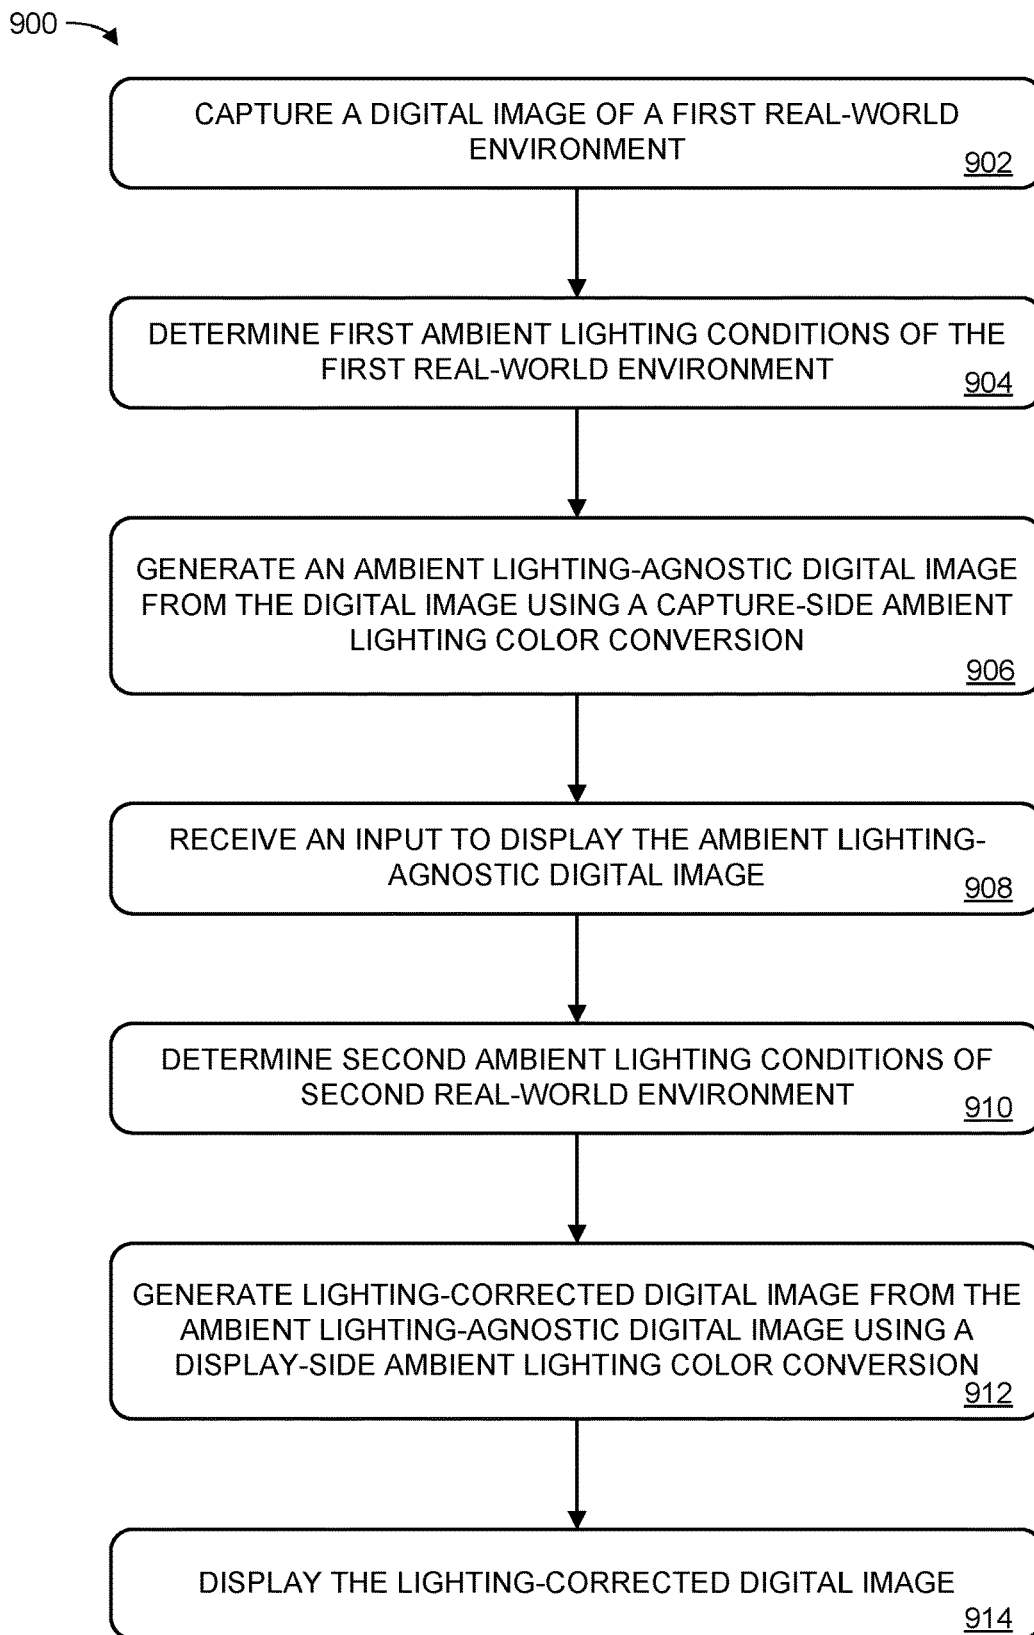 900
CAPTURE A DIGITAL IMAGE OF A FIRST REAL-WORLD
ENVIRONMENT
902
DETERMINE FIRST AMBIENT LIGHTING CONDITIONS OF THE
FIRST REAL-WORLD ENVIRONMENT
904
GENERATE AN AMBIENT LIGHTING-AGNOSTIC DIGITAL IMAGE
FROM THE DIGITAL IMAGE USING A CAPTURE-SIDE AMBIENT
LIGHTING COLOR CONVERSION
906
RECEIVE AN INPUT TO DISPLAY THE AMBIENT LIGHTING-
AGNOSTIC DIGITAL IMAGE
908
DETERMINE SECOND AMBIENT LIGHTING CONDITIONS OF
SECOND REAL-WORLD ENVIRONMENT
910
GENERATE LIGHTING-CORRECTED DIGITAL IMAGE FROM THE
AMBIENT LIGHTING-AGNOSTIC DIGITAL IMAGE USING A
DISPLAY-SIDE AMBIENT LIGHTING COLOR CONVERSION
912
DISPLAY THE LIGHTING-CORRECTED DIGITAL IMAGE
914